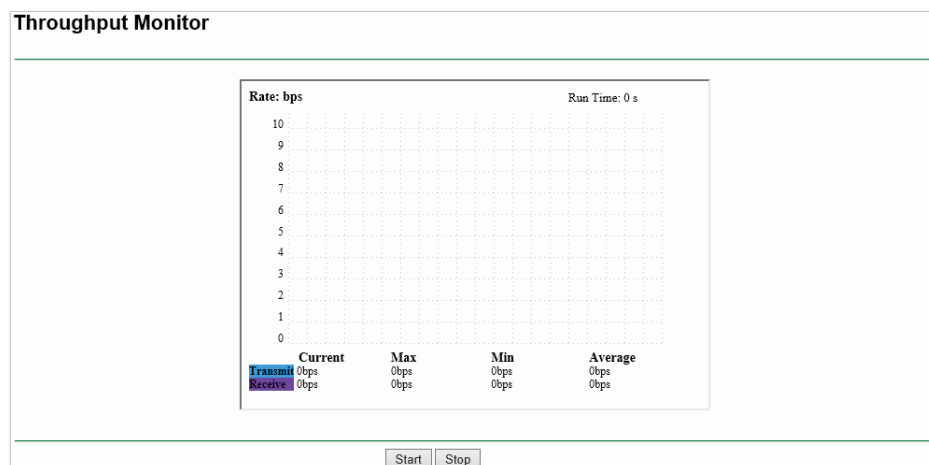 Throughput Monitor
Rate: bps Run Time: 0 s
10
9
8
7
6
5
4
3
2
1
0
Current Max Min Average
Transmit 0bps 0bps 0bps 0bps
Receive 0bps 0bps 0bps 0bps
Start Stop